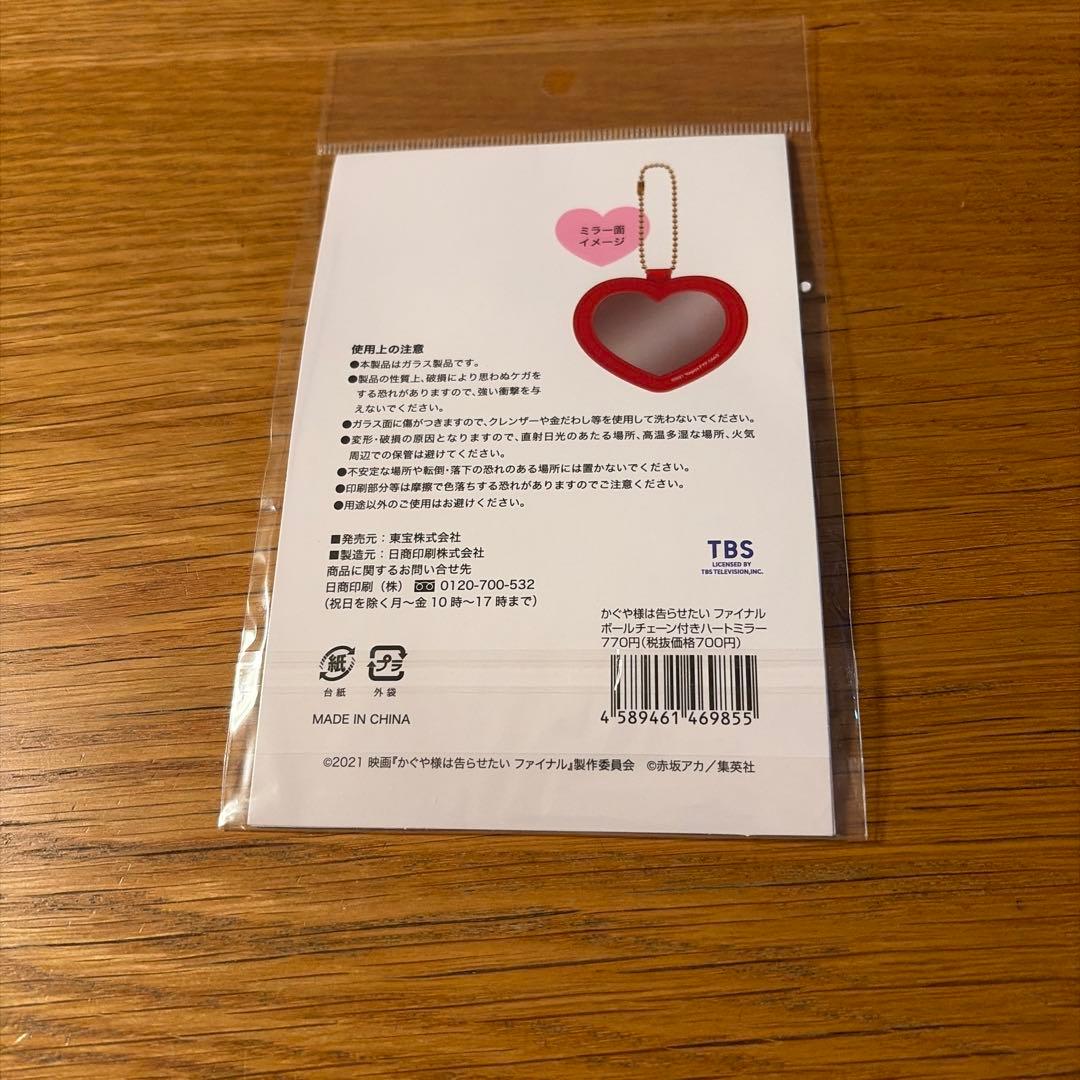 ミラー面
イメージ
使用上の注意
●本製品はガラス製品です。
●製品の性質上、破損により思わぬケガを
する恐れがありますので、強い衝撃を与
えないでください。
●ガラス面に傷がつきますので、クレンザーや金だわし等を使用して洗わないでください。
●変形・破損の原因となりますので、直射日光のあたる場所、高温多湿な場所、火気
周辺での保管は避けてください。
●不安定な場所や転倒・落下の恐れのある場所には置かないでください。
●印刷部分等は摩擦で色落ちする恐れがありますのでご注意ください。
●用途以外のご使用はお避けください。
■発売元：東宝株式会社
■製造元：日商印刷株式会社
商品に関するお問い合せ先
日商印刷（株） 0120-700-532
（祝日を除く月〜金10時〜17時まで）
TBS
LICENSED BY
TBS TELEVISION,INC.
かぐや様は告らせたい ファイナル
ボールチェーン付きハートミラー
770円（税抜価格700円）
4 589461 469855
紙
台紙
プラ
外袋
MADE IN CHINA
©2021 映画『かぐや様は告らせたい ファイナル』製作委員会 ©赤坂アカ／集英社